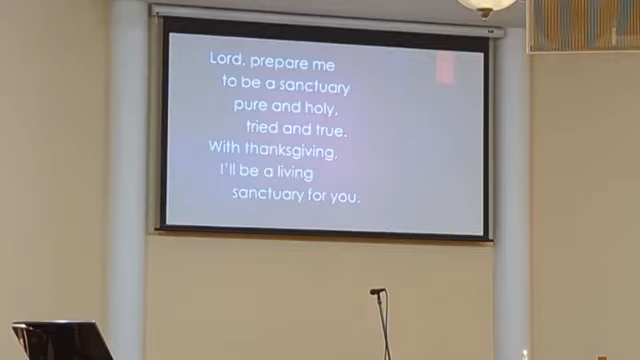 Lord, prepare me
to be a sanctuary
pure and holy,
tried and true.
With thanksgiving,
I'll be a living
sanctuary for you.